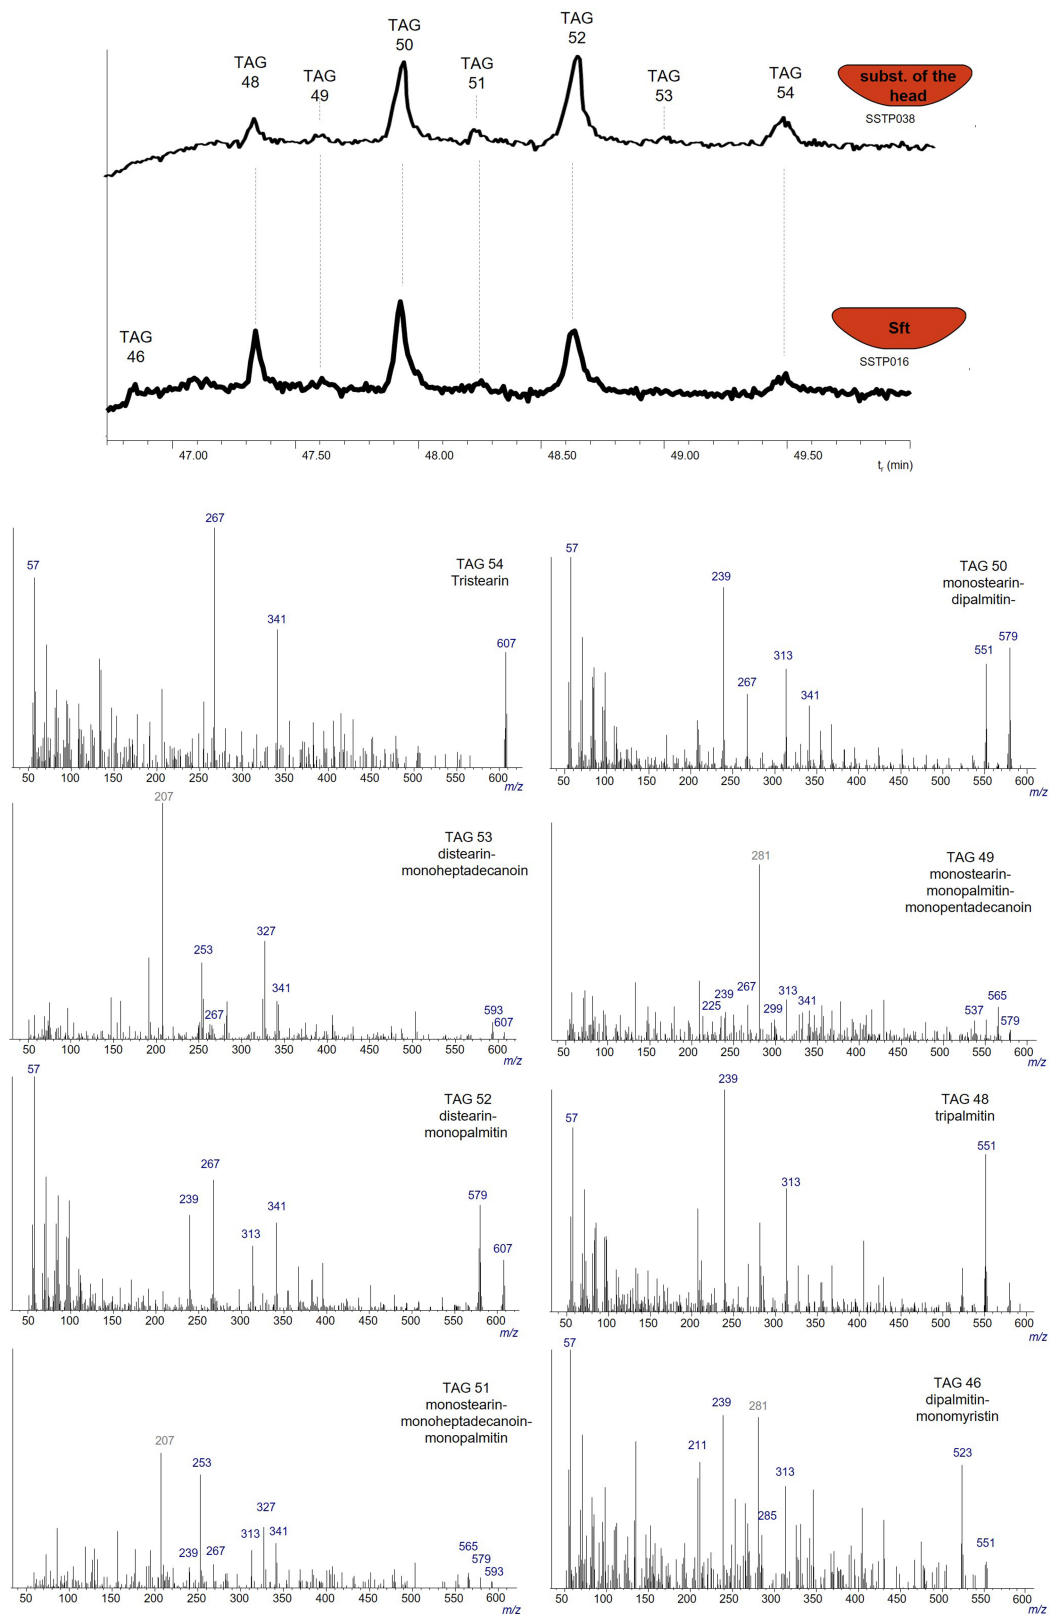 TAG
48
TAG
49
TAG
50
TAG
51
TAG
52
TAG
53
TAG
54
subst. of the
head
SSTP038
TAG
46
Sft
SSTP016
47.00 47.50 48.00 48.50 49.00 49.50
tr (min)
TAG 54
Tristearin
57
267
341
607
50 100 150 200 250 300 350 400 450 500 550 600
m/z
TAG 50
monostearin-
dipalmitin-
57
239
267
313
341
551
579
50 100 150 200 250 300 350 400 450 500 550 600
m/z
TAG 53
distearin-
monoheptadecanoin
207
253
267
327
341
593
607
50 100 150 200 250 300 350 400 450 500 550 600
m/z
TAG 49
monostearin-
monopalmitin-
monopentadecanoin
281
225
239
267
299
313
341
537
565
579
50 100 150 200 250 300 350 400 450 500 550 600
m/z
TAG 52
distearin-
monopalmitin
57
239
267
313
341
579
607
50 100 150 200 250 300 350 400 450 500 550 600
m/z
TAG 48
tripalmitin
57
239
313
551
50 100 150 200 250 300 350 400 450 500 550 600
m/z
TAG 51
monostearin-
monoheptadecanoin-
monopalmitin
207
253
239
267
313
327
341
565
579
593
50 100 150 200 250 300 350 400 450 500 550 600
m/z
TAG 46
dipalmitin-
monomyristin
57
211
239
281
285
313
523
551
50 100 150 200 250 300 350 400 450 500 550 600
m/z